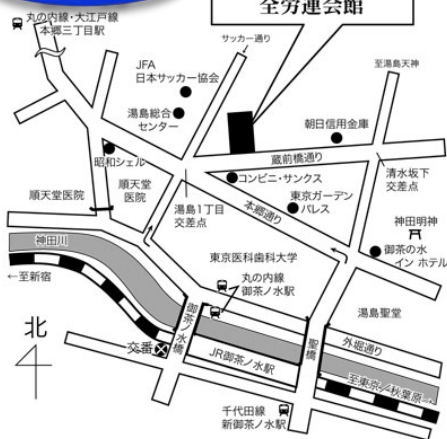 全労連会館
丸の内線・大江戸線
本郷三丁目駅
サッカー通り
至湯島天神
JFA
日本サッカー協会
湯島総合
センター
朝日信用金庫
昭和シェル
蔵前橋通り
コンビニ・サンクス
清水坂下
交差点
順天堂医院
順天堂
医院
湯島1丁目
交差点
本郷通り
東京ガーデン
パレス
神田明神
神田川
東京医科歯科大学
御茶の水
イン ホテル
←至新宿
丸の内線
御茶ノ水駅
湯島聖堂
北
御茶ノ水橋
聖橋
外堀通り
交番
JR御茶ノ水駅
至東京/秋葉原→
千代田線
新御茶ノ水駅